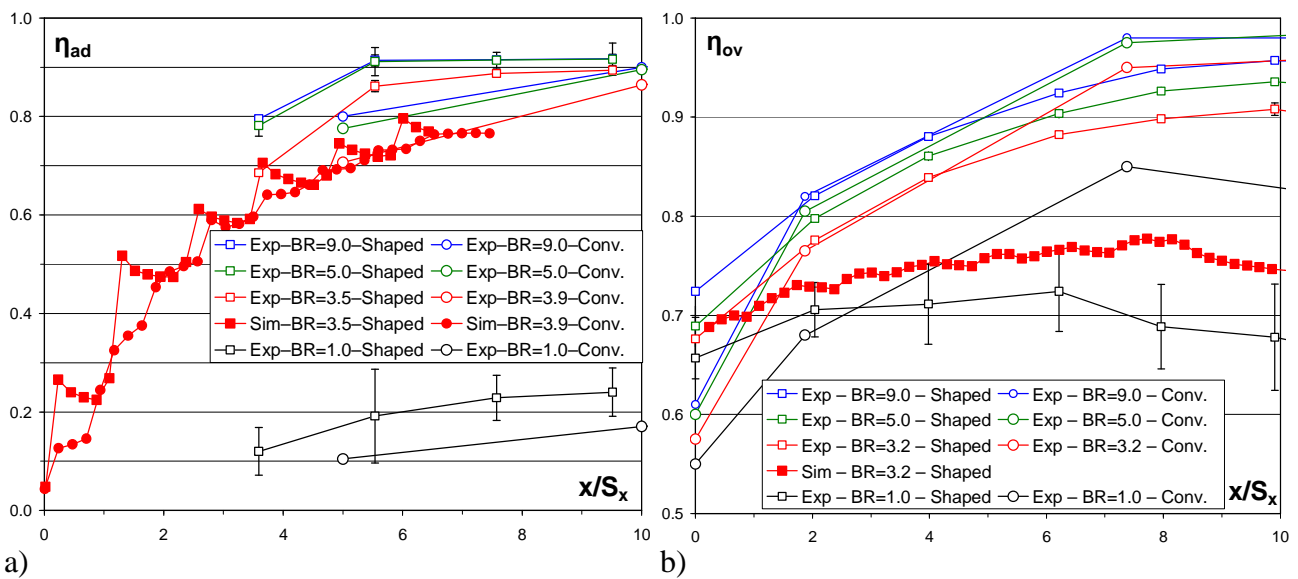 1.0
η_ad
0.8
0.6
0.4
0.2
0.0
Exp–BR=9.0–Shaped Exp–BR=9.0–Conv.
Exp–BR=5.0–Shaped Exp–BR=5.0–Conv.
Exp–BR=3.5–Shaped Exp–BR=3.9–Conv.
Sim–BR=3.5–Shaped Sim–BR=3.9–Conv.
Exp–BR=1.0–Shaped Exp–BR=1.0–Conv.
x/S_x
0 2 4 6 8 10
a)
1.0
η_ov
0.9
0.8
0.7
0.6
0.5
Exp – BR=9.0 – Shaped Exp – BR=9.0 – Conv.
Exp – BR=5.0 – Shaped Exp – BR=5.0 – Conv.
Exp – BR=3.2 – Shaped Exp – BR=3.2 – Conv.
Sim – BR=3.2 – Shaped
Exp – BR=1.0 – Shaped Exp – BR=1.0 – Conv.
x/S_x
0 2 4 6 8 10
b)